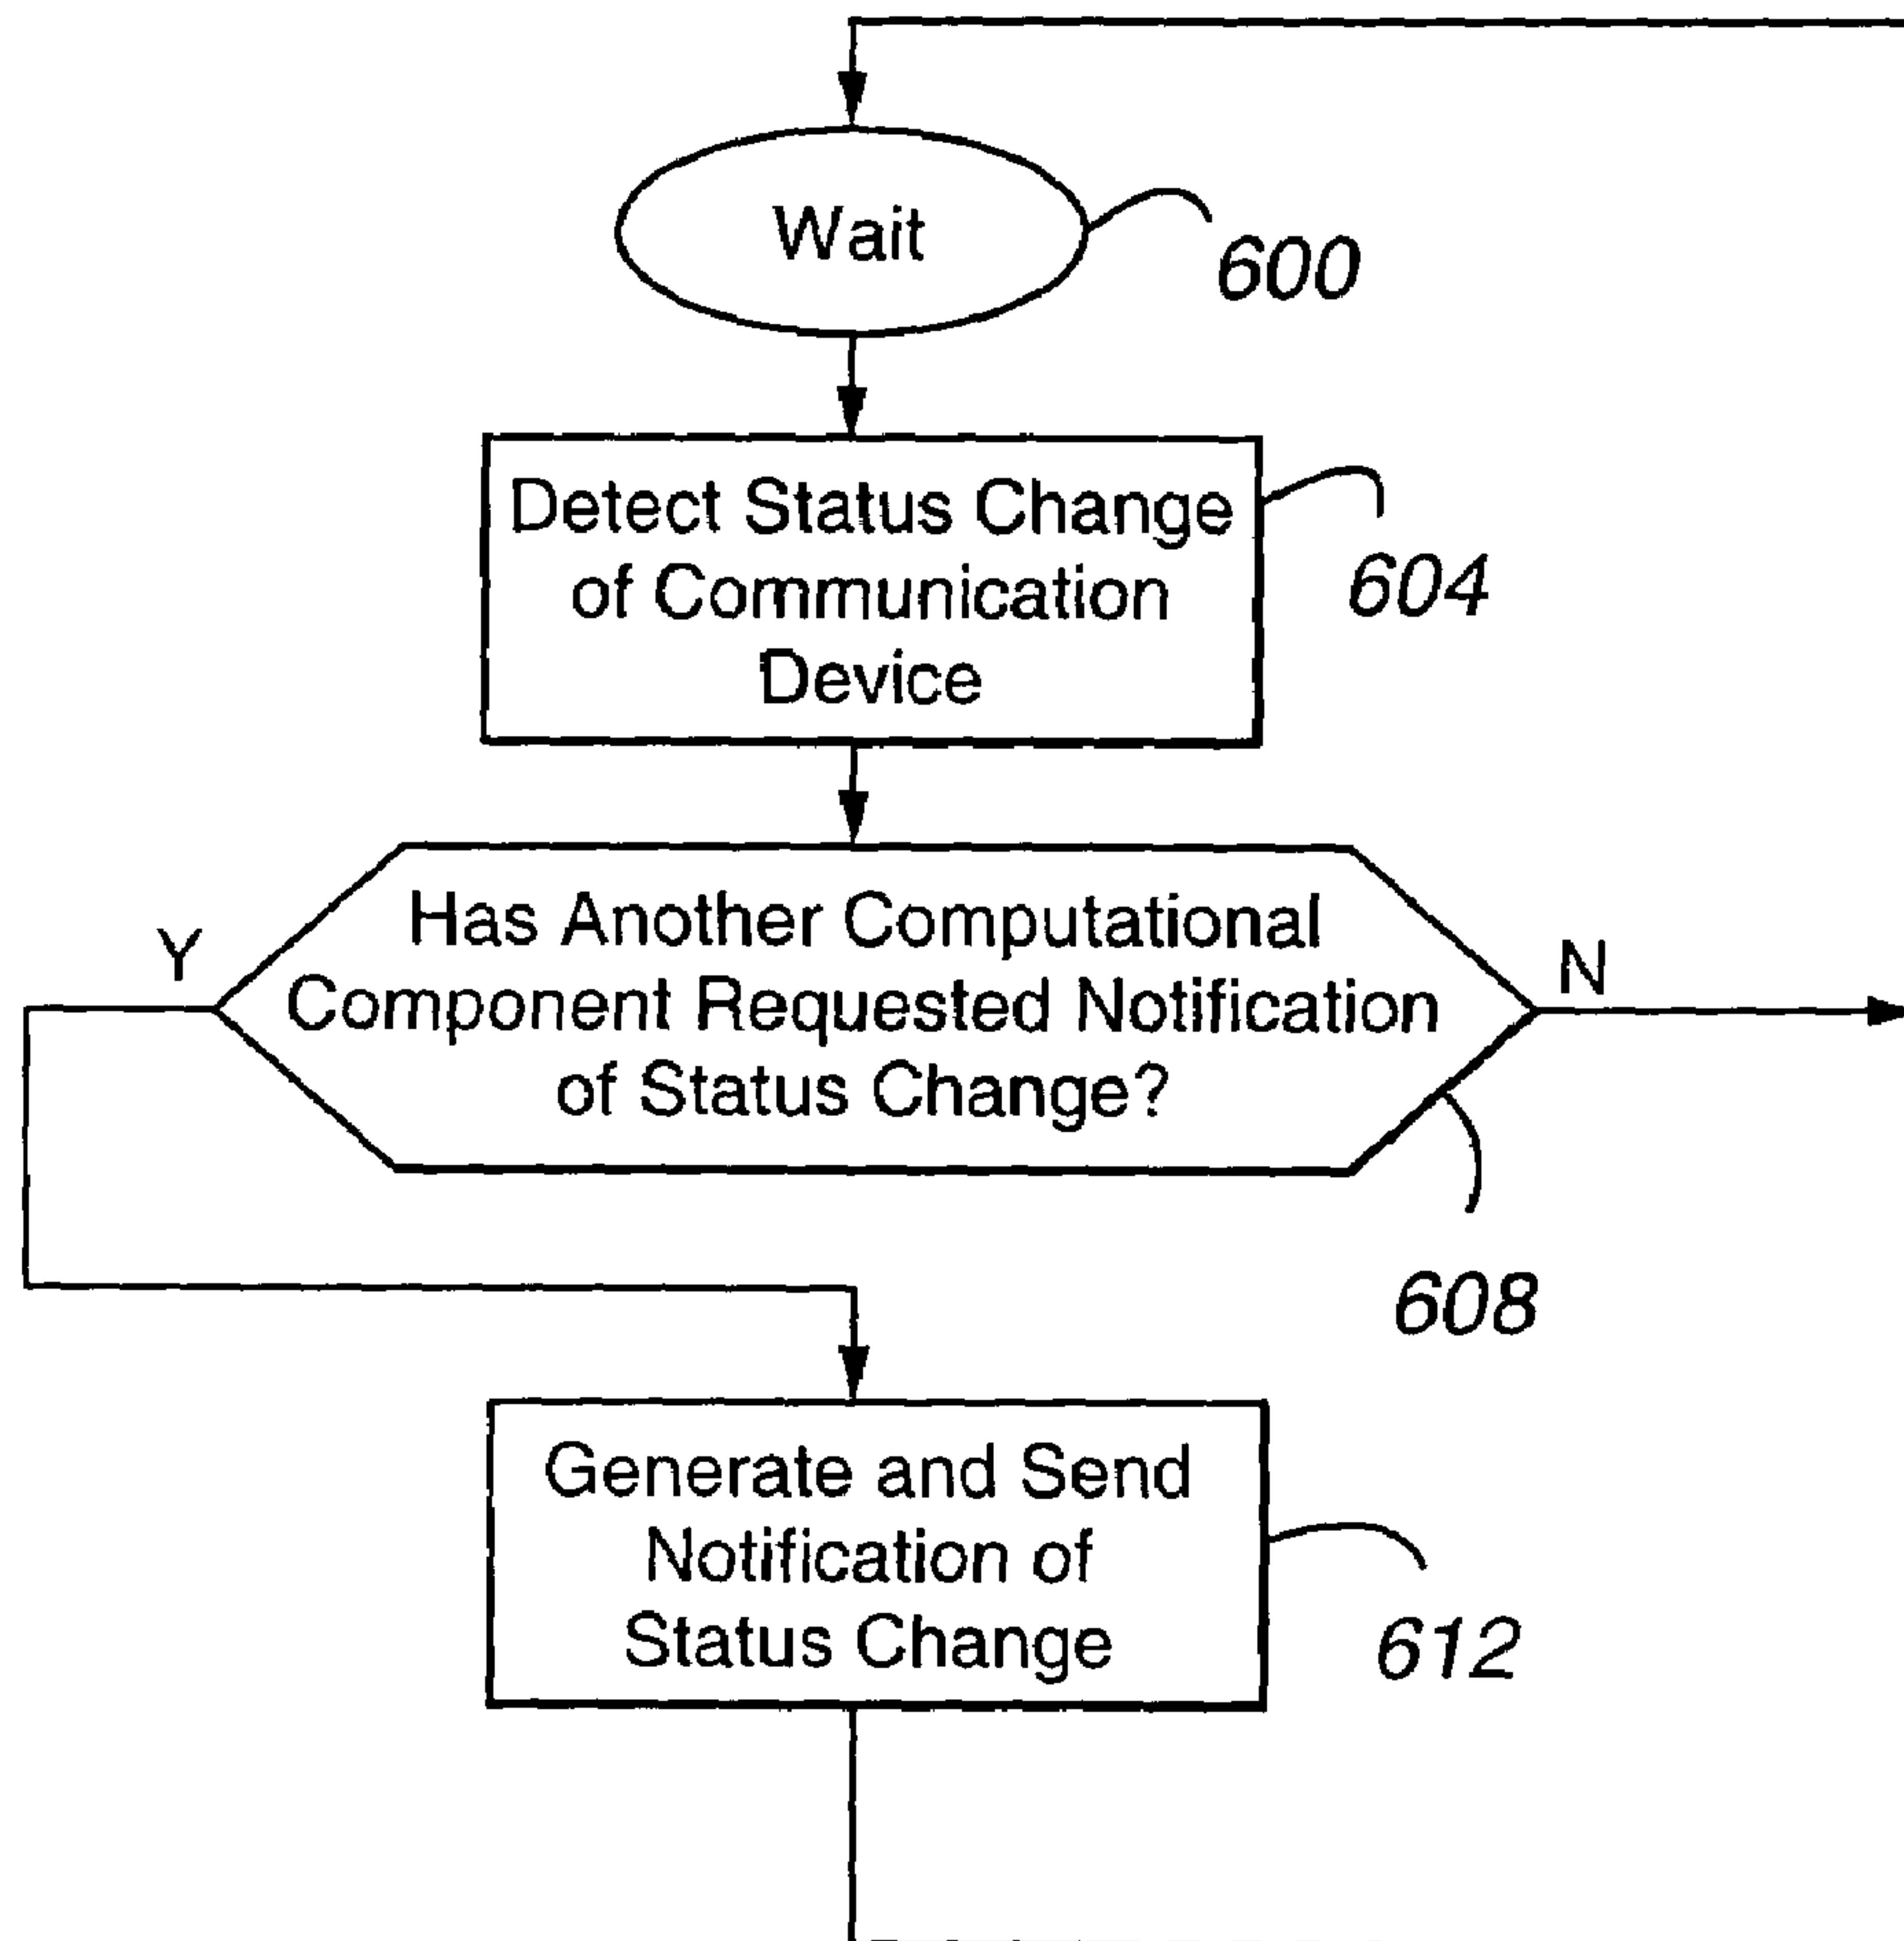 Wait
600
Detect Status Change
of Communication
Device
604
Has Another Computational
Y
N
Component Requested Notification
of Status Change?
608
Generate and Send
Notification of
Status Change
612